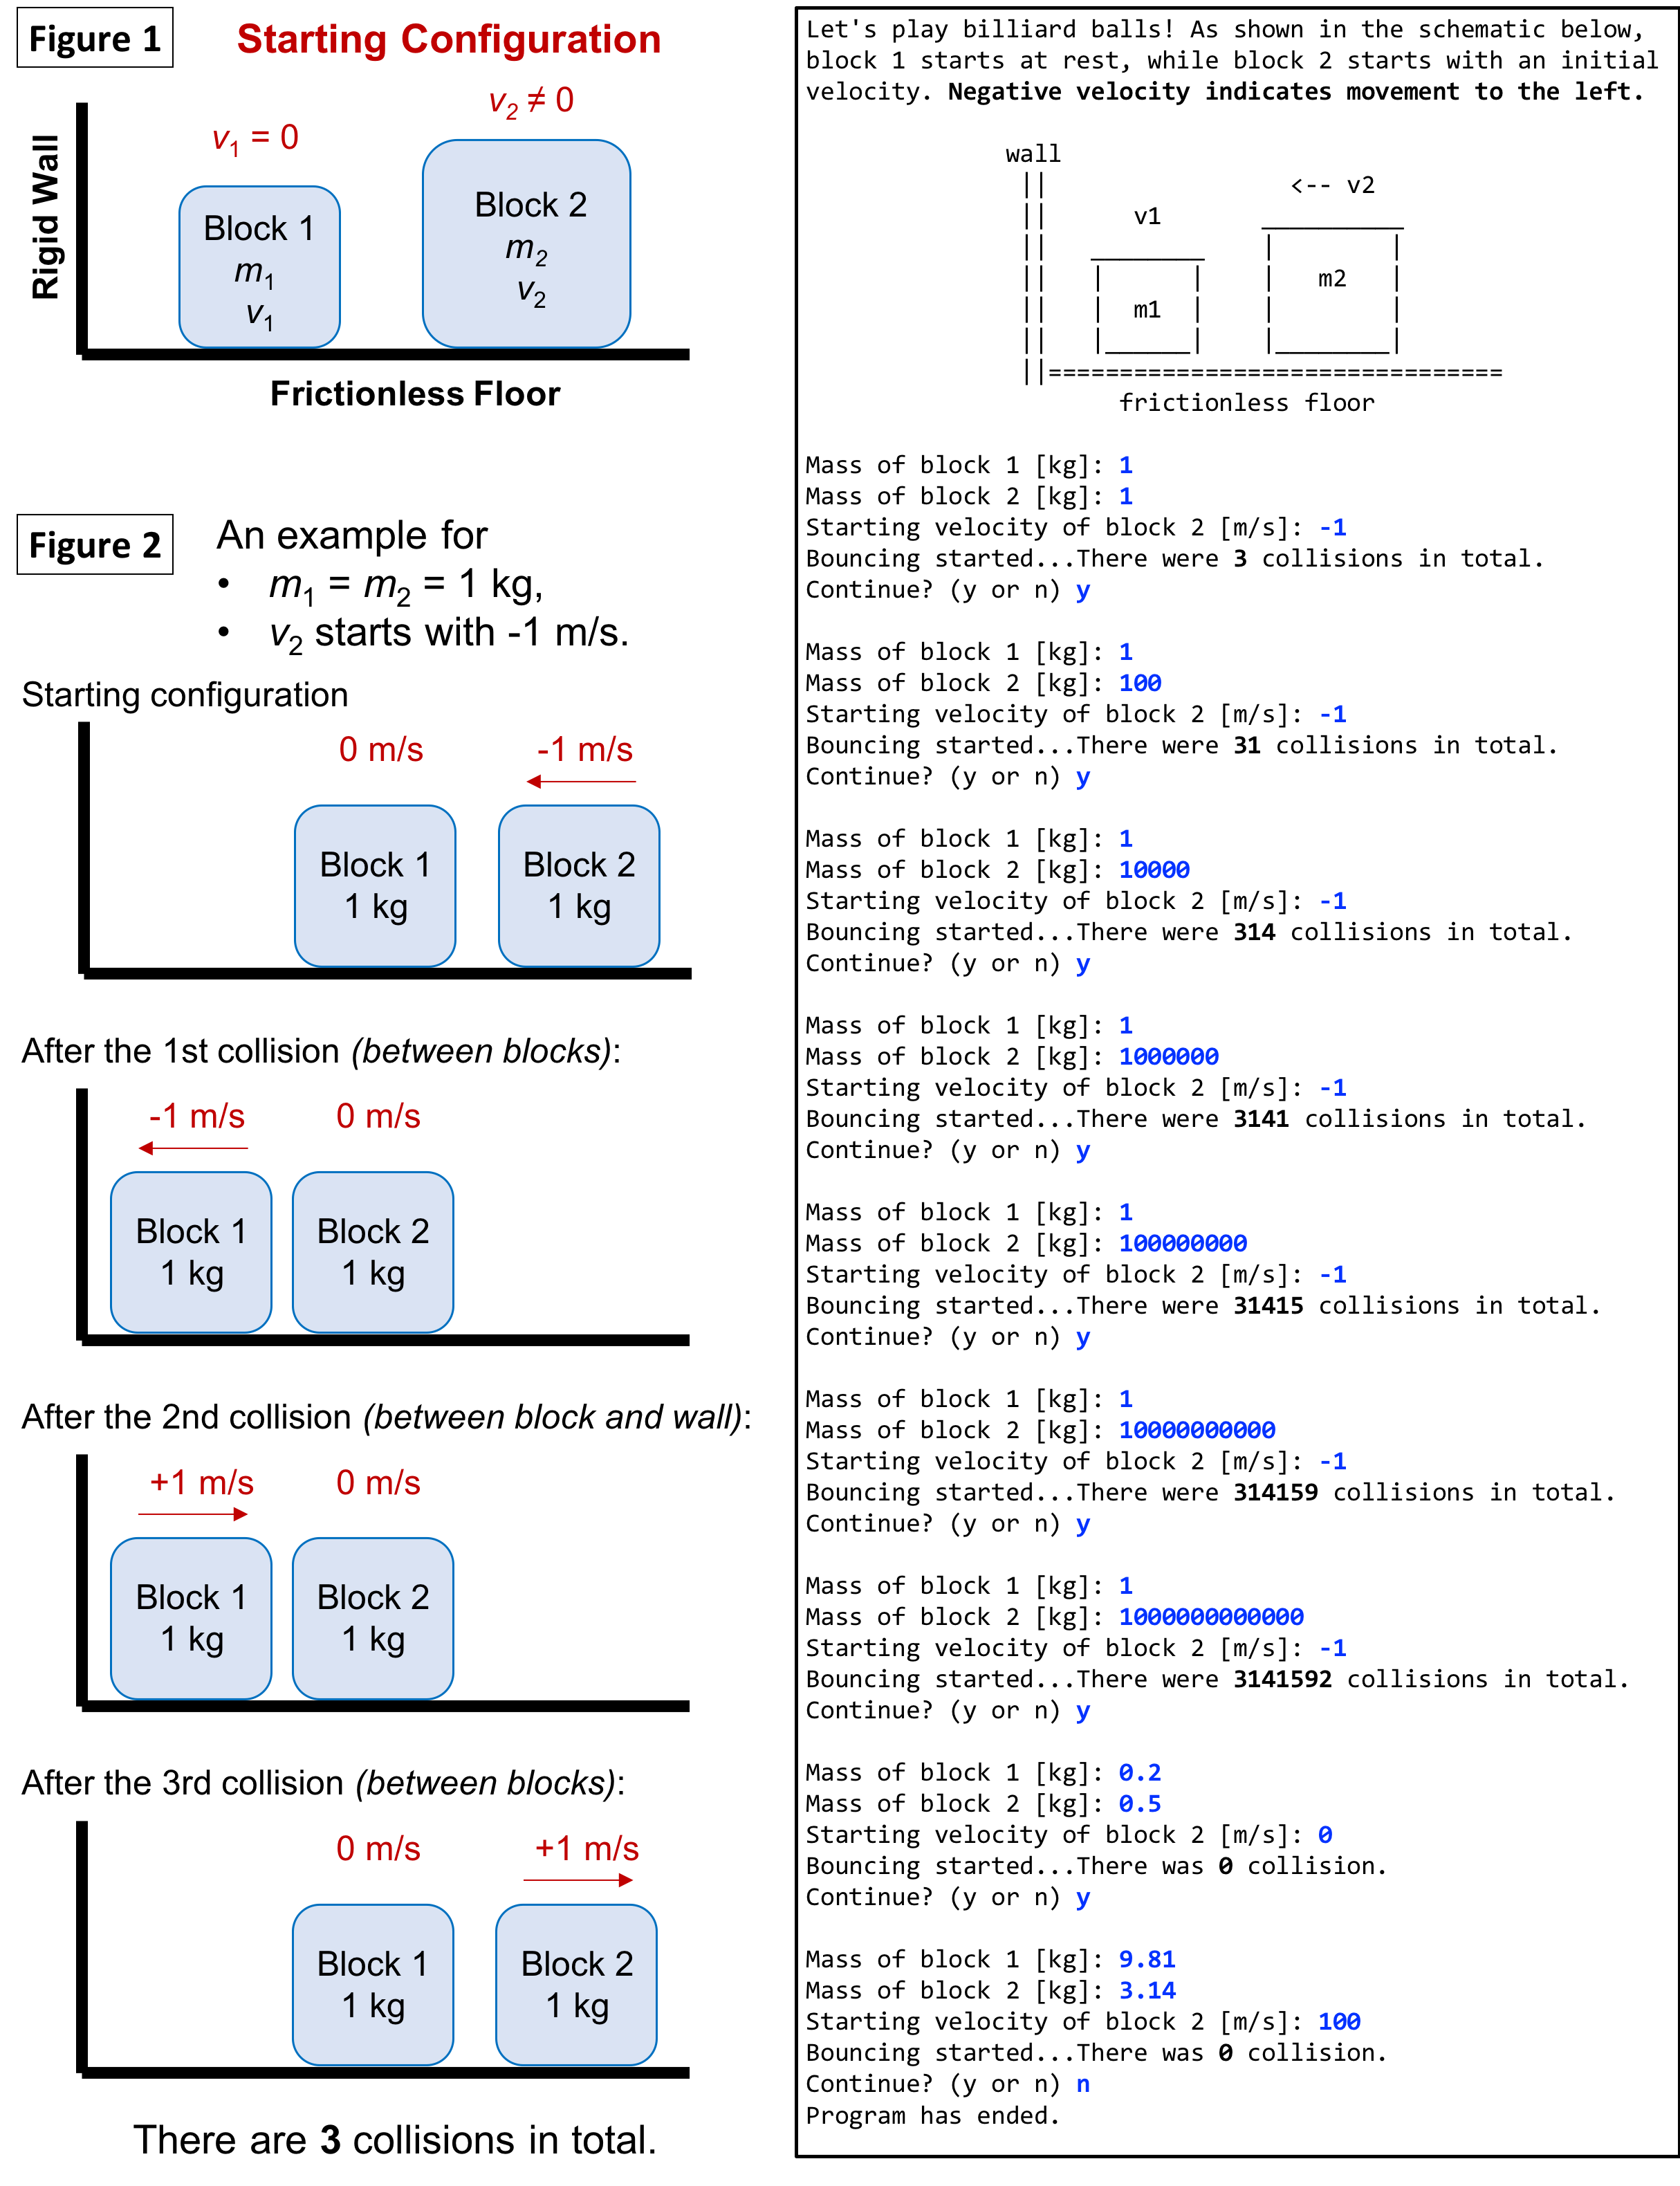 Figure 1
Starting Configuration
Rigid Wall
v1 = 0
v2 ≠ 0
Block 1
m1
v1
Block 2
m2
v2
Frictionless Floor
Figure 2
An example for
• m1 = m2 = 1 kg,
• v2 starts with -1 m/s.
Starting configuration
0 m/s
-1 m/s
Block 1
1 kg
Block 2
1 kg
After the 1st collision (between blocks):
-1 m/s
0 m/s
Block 1
1 kg
Block 2
1 kg
After the 2nd collision (between block and wall):
+1 m/s
0 m/s
Block 1
1 kg
Block 2
1 kg
After the 3rd collision (between blocks):
0 m/s
+1 m/s
Block 1
1 kg
Block 2
1 kg
There are 3 collisions in total.
Let's play billiard balls! As shown in the schematic below,
block 1 starts at rest, while block 2 starts with an initial
velocity. Negative velocity indicates movement to the left.
wall
<-- v2
v1
m2
m1
frictionless floor
Mass of block 1 [kg]: 1
Mass of block 2 [kg]: 1
Starting velocity of block 2 [m/s]: -1
Bouncing started...There were 3 collisions in total.
Continue? (y or n) y
Mass of block 1 [kg]: 1
Mass of block 2 [kg]: 100
Starting velocity of block 2 [m/s]: -1
Bouncing started...There were 31 collisions in total.
Continue? (y or n) y
Mass of block 1 [kg]: 1
Mass of block 2 [kg]: 10000
Starting velocity of block 2 [m/s]: -1
Bouncing started...There were 314 collisions in total.
Continue? (y or n) y
Mass of block 1 [kg]: 1
Mass of block 2 [kg]: 1000000
Starting velocity of block 2 [m/s]: -1
Bouncing started...There were 3141 collisions in total.
Continue? (y or n) y
Mass of block 1 [kg]: 1
Mass of block 2 [kg]: 100000000
Starting velocity of block 2 [m/s]: -1
Bouncing started...There were 31415 collisions in total.
Continue? (y or n) y
Mass of block 1 [kg]: 1
Mass of block 2 [kg]: 10000000000
Starting velocity of block 2 [m/s]: -1
Bouncing started...There were 314159 collisions in total.
Continue? (y or n) y
Mass of block 1 [kg]: 1
Mass of block 2 [kg]: 1000000000000
Starting velocity of block 2 [m/s]: -1
Bouncing started...There were 3141592 collisions in total.
Continue? (y or n) y
Mass of block 1 [kg]: 0.2
Mass of block 2 [kg]: 0.5
Starting velocity of block 2 [m/s]: 0
Bouncing started...There was 0 collision.
Continue? (y or n) y
Mass of block 1 [kg]: 9.81
Mass of block 2 [kg]: 3.14
Starting velocity of block 2 [m/s]: 100
Bouncing started...There was 0 collision.
Continue? (y or n) n
Program has ended.